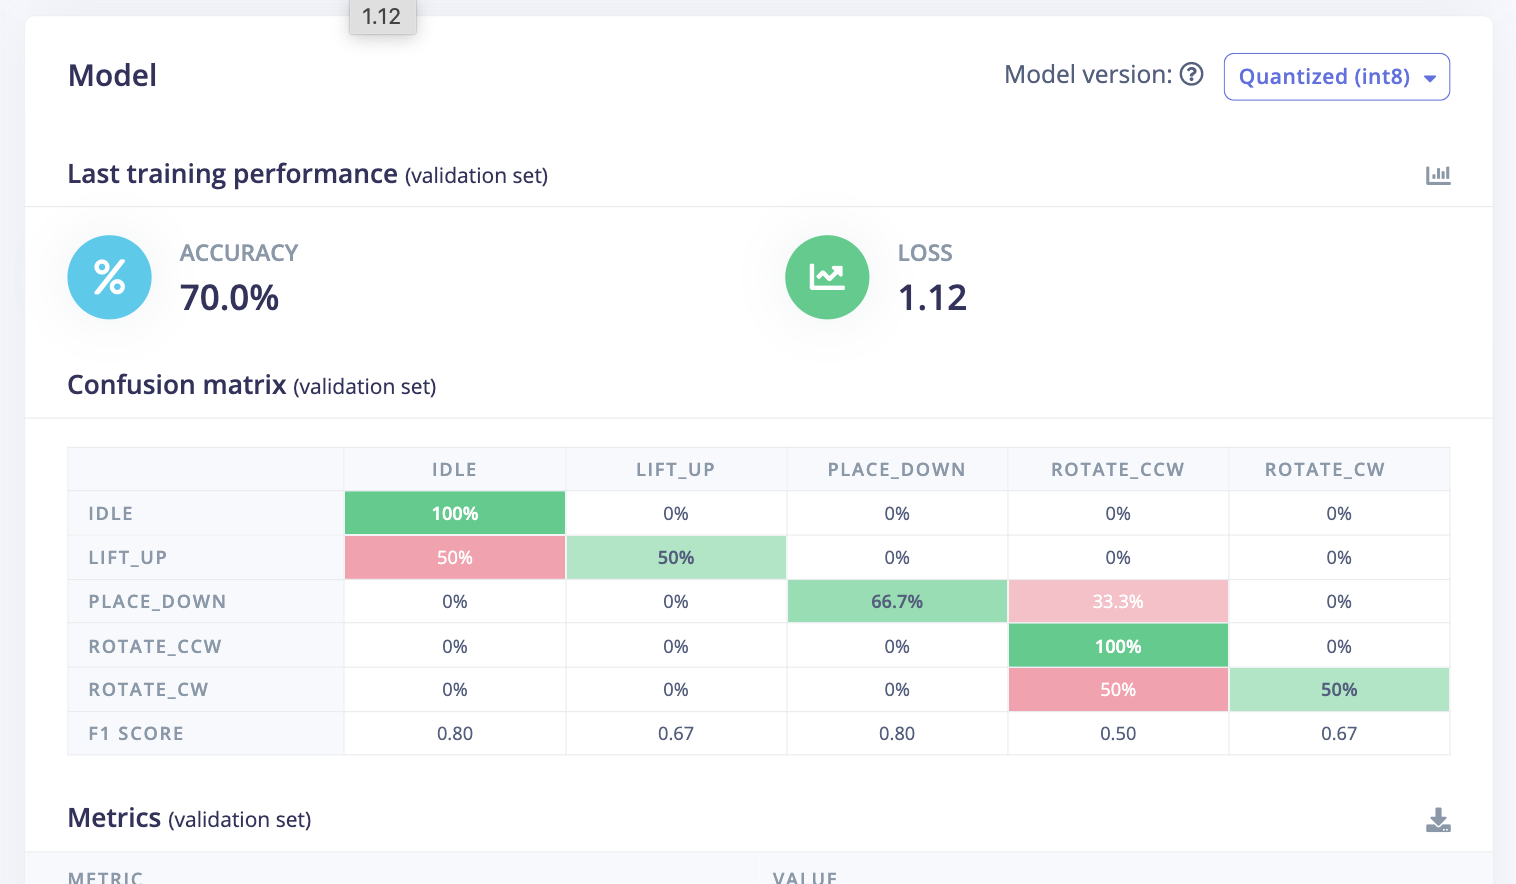 1.12
Model
Model version: Quantized (int8)
Last training performance (validation set)
% ACCURACY LOSS
70.0% 1.12
Confusion matrix (validation set)
IDLE LIFT_UP PLACE_DOWN ROTATE_CCW ROTATE_CW
IDLE 100% 0% 0% 0% 0%
LIFT_UP 50% 50% 0% 0% 0%
PLACE_DOWN 0% 0% 66.7% 33.3% 0%
ROTATE_CCW 0% 0% 0% 100% 0%
ROTATE_CW 0% 0% 0% 50% 50%
F1 SCORE 0.80 0.67 0.80 0.50 0.67
Metrics (validation set)
METRIC VALUE